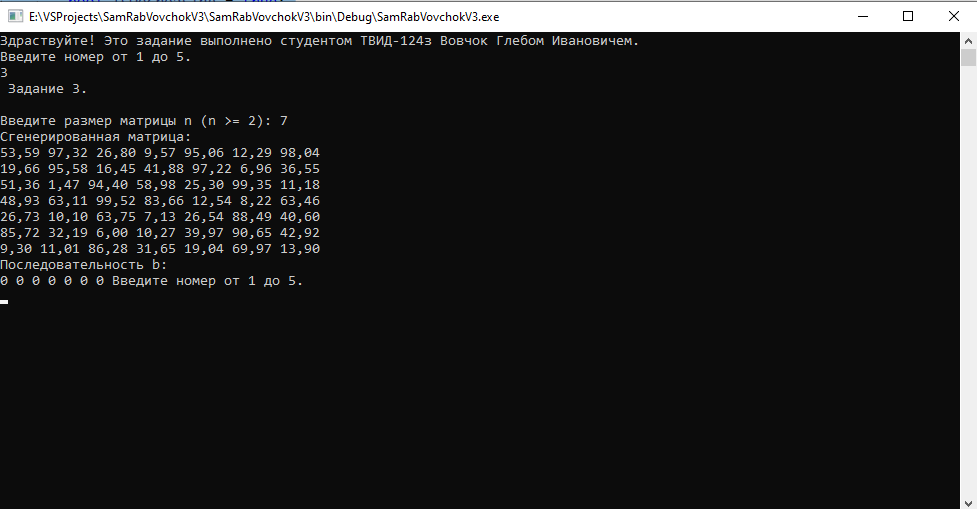 E:\VSProjects\SamRabVovchokV3\SamRabVovchokV3\bin\Debug\SamRabVovchokV3.exe
Здраствуйте! Это задание выполнено студентом ТВИД-124з Вовчок Глебом Ивановичем.
Введите номер от 1 до 5.
3
Задание 3.
Введите размер матрицы n (n >= 2): 7
Сгенерированная матрица:
53,59 97,32 26,80 9,57 95,06 12,29 98,04
19,66 95,58 16,45 41,88 97,22 6,96 36,55
51,36 1,47 94,40 58,98 25,30 99,35 11,18
48,93 63,11 99,52 83,66 12,54 8,22 63,46
26,73 10,10 63,75 7,13 26,54 88,49 40,60
85,72 32,19 6,00 10,27 39,97 90,65 42,92
9,30 11,01 86,28 31,65 19,04 69,97 13,90
Последовательность b:
0 0 0 0 0 0 0 Введите номер от 1 до 5.